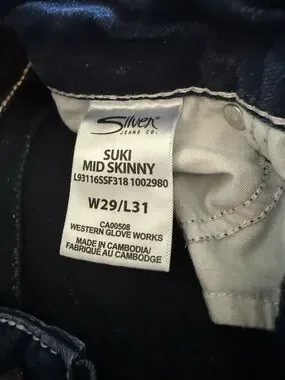 Silver
JEANS CO.
SUKI
MID SKINNY
L93116SSF318 1002980
W29/L31
CA00508
WESTERN GLOVE WORKS
MADE IN CAMBODIA/
FABRIQUÉ AU CAMBODGE